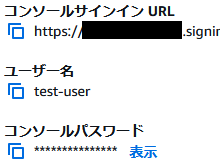 コンソールサインイン URL
https://.signin
ユーザー名
test-user
コンソールパスワード
*************** 表示